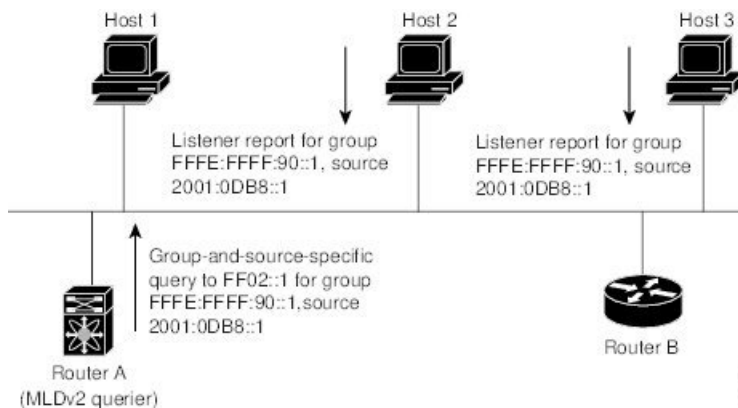 Host 1
Host 2
Host 3
Listener report for group
FFFE:FFFF:90::1, source
2001:0DB8::1
Listener report for group
FFFE:FFFF:90::1, source
2001:0DB8::1
Group-and-source-specific
query to FF02::1 for group
FFFE:FFFF:90::1,source
2001:0DB8::1
Router A
(MLDv2 querier)
Router B